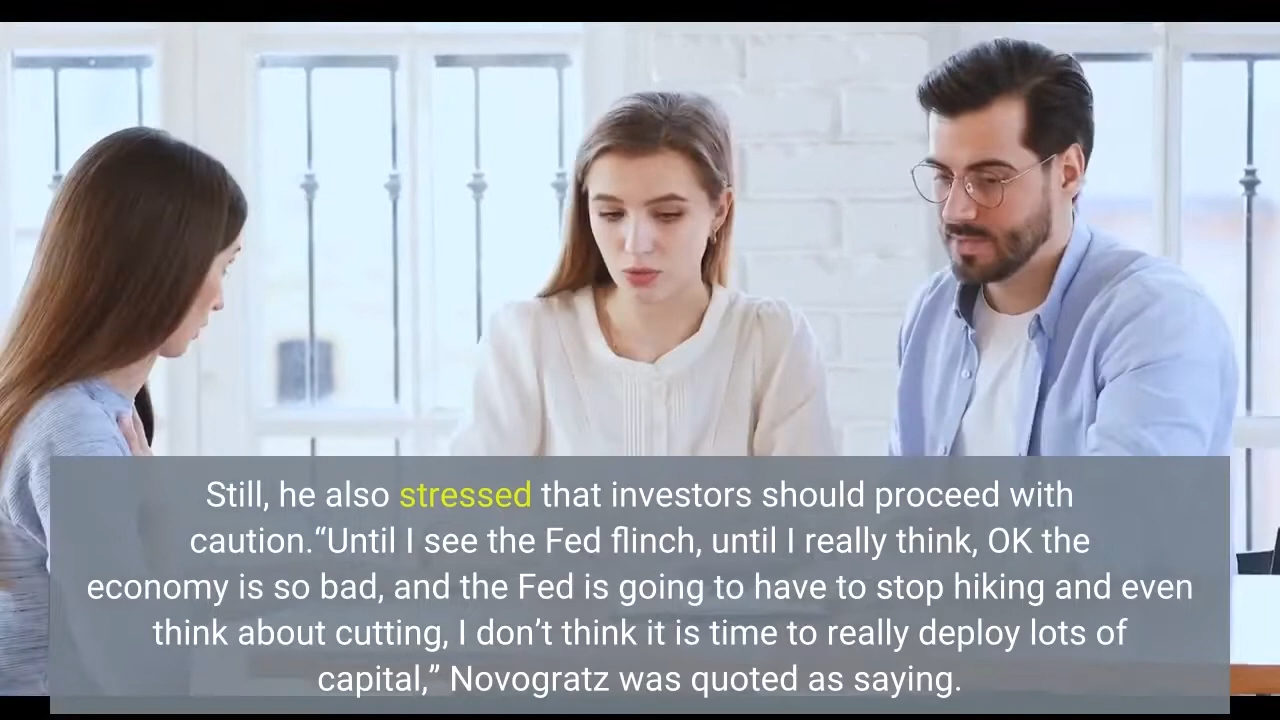 Still, he also stressed that investors should proceed with
caution.“Until I see the Fed flinch, until I really think, OK the
economy is so bad, and the Fed is going to have to stop hiking and even
think about cutting, I don’t think it is time to really deploy lots of
capital,” Novogratz was quoted as saying.